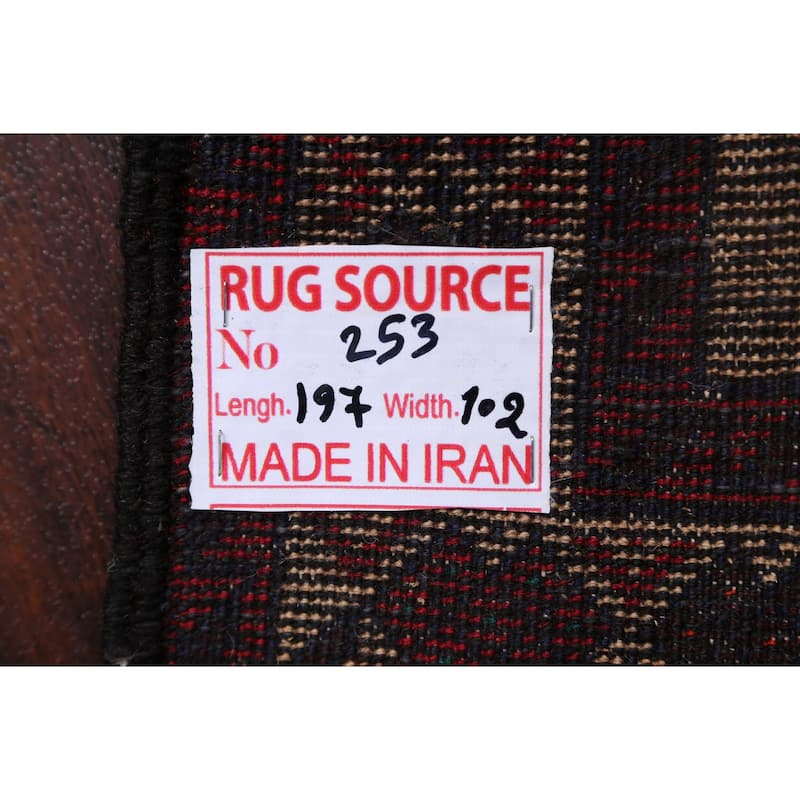 RUG SOURCE
No 253
Lengh. 197 Width. 102
MADE IN IRAN